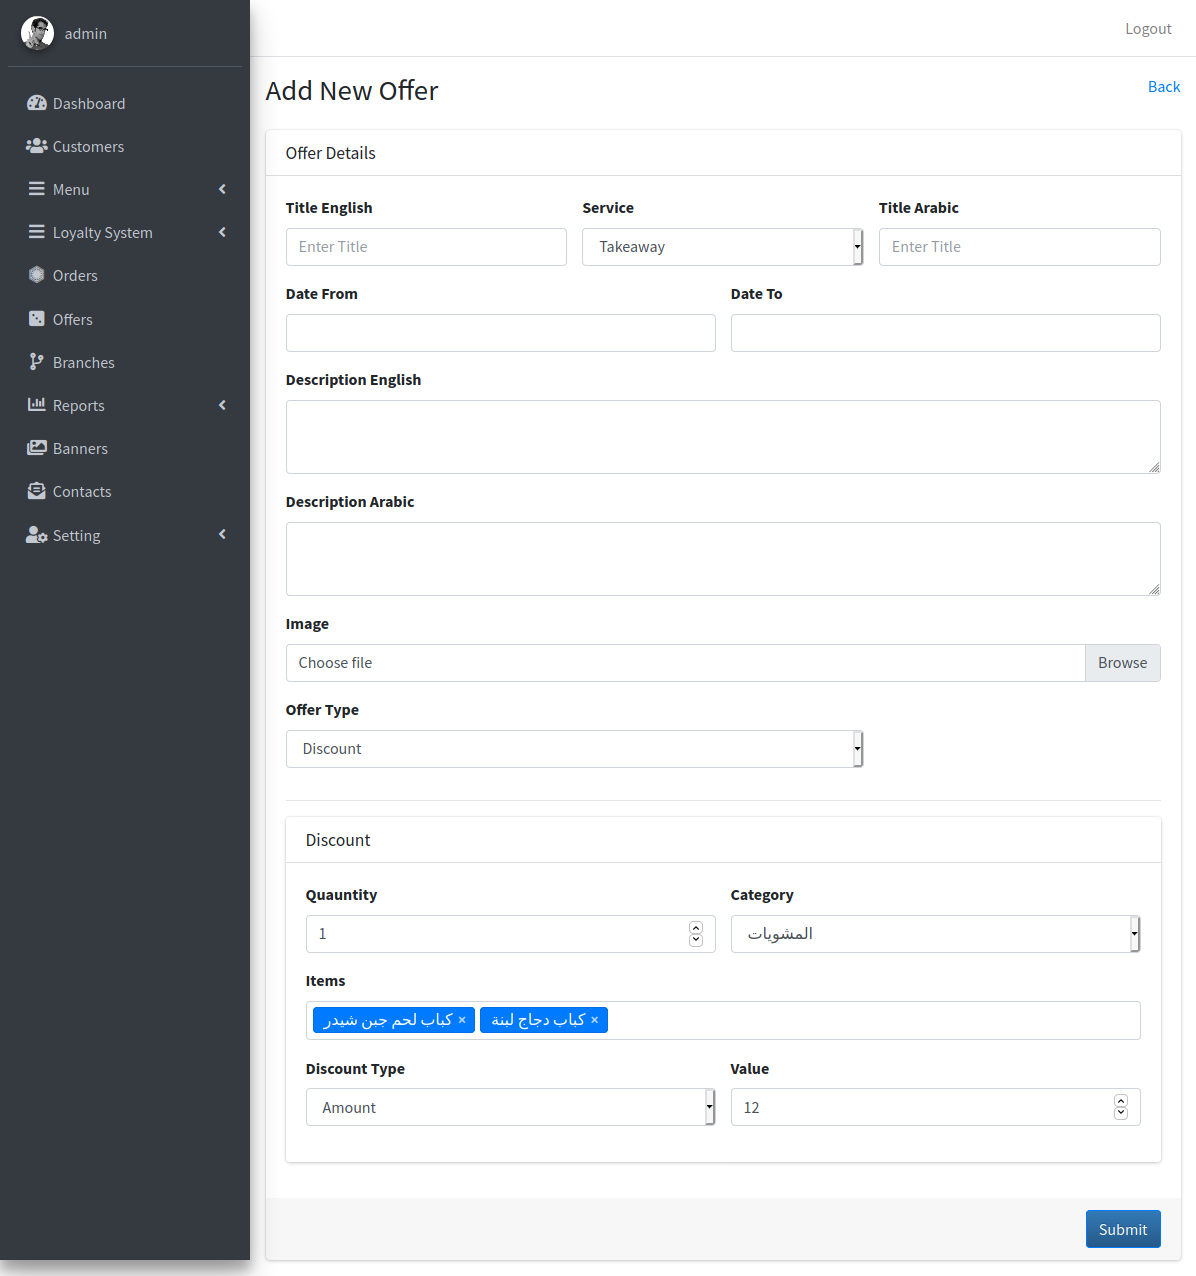 admin
Logout
Dashboard
Customers
Menu
Loyalty System
Orders
Offers
Branches
Reports
Banners
Contacts
Setting
Add New Offer
Back
Offer Details
Title English
Service
Title Arabic
Enter Title
Takeaway
Enter Title
Date From
Date To
Description English
Description Arabic
Image
Choose file
Browse
Offer Type
Discount
Discount
Quauntity
Category
1
المشويات
Items
كباب لحم جبن شيدر ×
كباب دجاج لبنة ×
Discount Type
Value
Amount
12
Submit